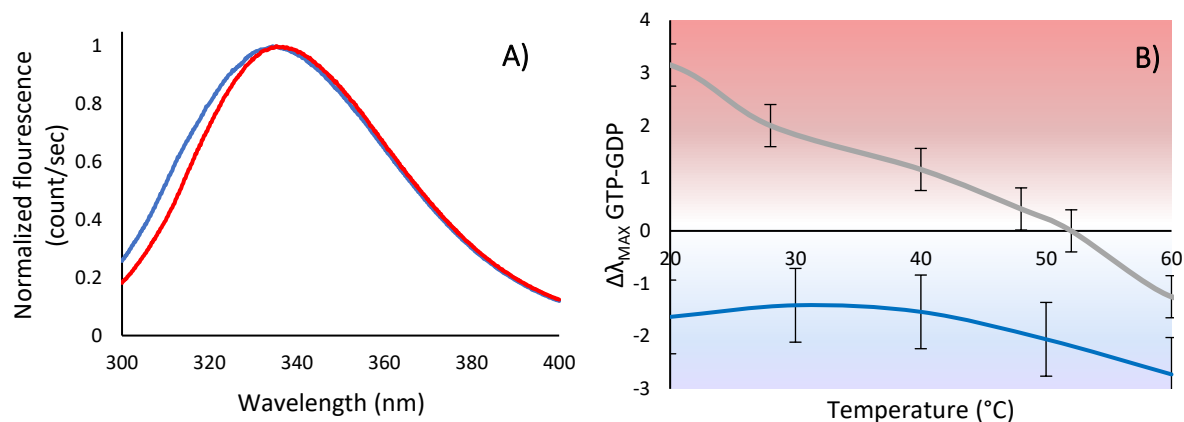 A)
Normalized flourescence
(count/sec)
1
0.8
0.6
0.4
0.2
0
300 320 340 360 380 400
Wavelength (nm)
B)
ΔλMAX GTP-GDP
4
3
2
1
0
-1
-2
-3
20 30 40 50 60
Temperature (°C)